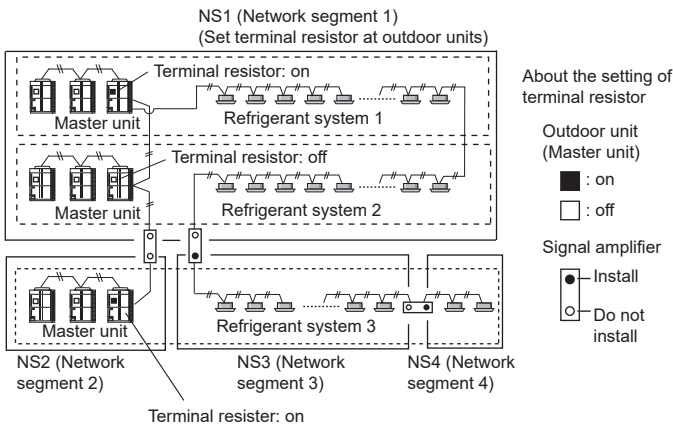 NS1 (Network segment 1)
(Set terminal resistor at outdoor units)
Terminal resistor: on
Master unit
Refrigerant system 1
Terminal resistor: off
Master unit
Refrigerant system 2
Master unit
Refrigerant system 3
NS2 (Network
segment 2)
NS3 (Network
segment 3)
NS4 (Network
segment 4)
Terminal resister: on
About the setting of
terminal resistor
Outdoor unit
(Master unit)
: on
: off
Signal amplifier
Install
Do not
install